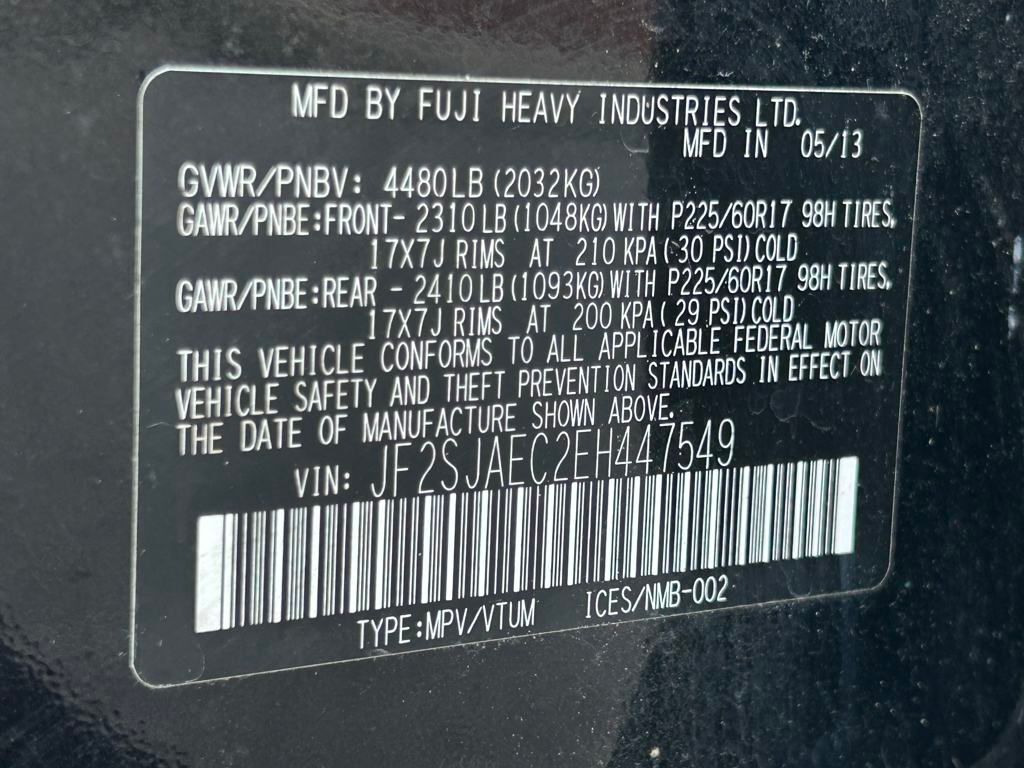 MFD BY FUJI HEAVY INDUSTRIES LTD.
MFD IN 05/13
GVWR/PNBV: 4480LB (2032KG)
GAWR/PNBE:FRONT- 2310 LB (1048KG) WITH P225/60R17 98H TIRES,
17X7J RIMS AT 210 KPA ( 30 PSI) COLD
GAWR/PNBE:REAR - 2410 LB (1093KG) WITH P225/60R17 98H TIRES,
17X7J RIMS AT 200 KPA ( 29 PSI) COLD
THIS VEHICLE CONFORMS TO ALL APPLICABLE FEDERAL MOTOR
VEHICLE SAFETY AND THEFT PREVENTION STANDARDS IN EFFECT ON
THE DATE OF MANUFACTURE SHOWN ABOVE.
VIN: JF2SJAEC2EH447549
TYPE:MPV/VTUM ICES/NMB-002